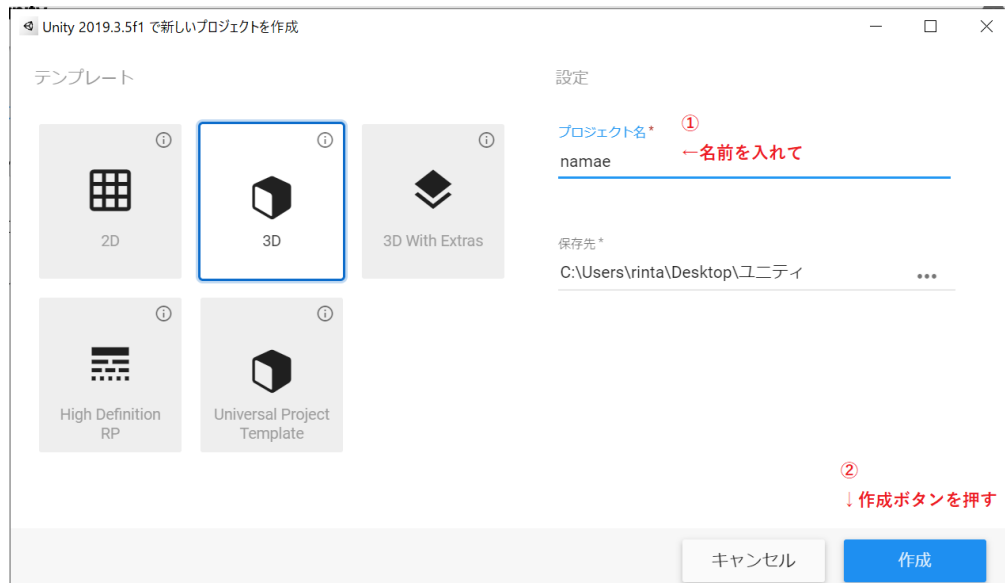 Unity 2019.3.5f1 で新しいプロジェクトを作成
テンプレート
2D
3D
3D With Extras
High Definition
RP
Universal Project
Template
設定
プロジェクト名*
①
←名前を入れて
namae
保存先*
C:\Users\rinta\Desktop\ユニティ
②
↓作成ボタンを押す
キャンセル
作成